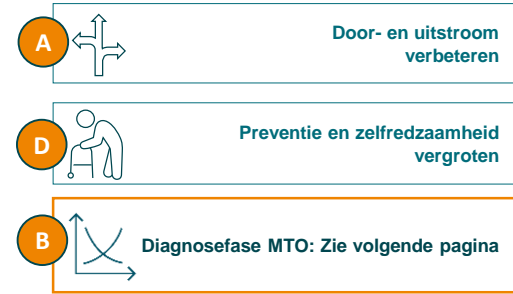 A
Door- en uitstroom
verbeteren
D
Preventie en zelfredzaamheid
vergroten
B
Diagnosefase MTO: Zie volgende pagina